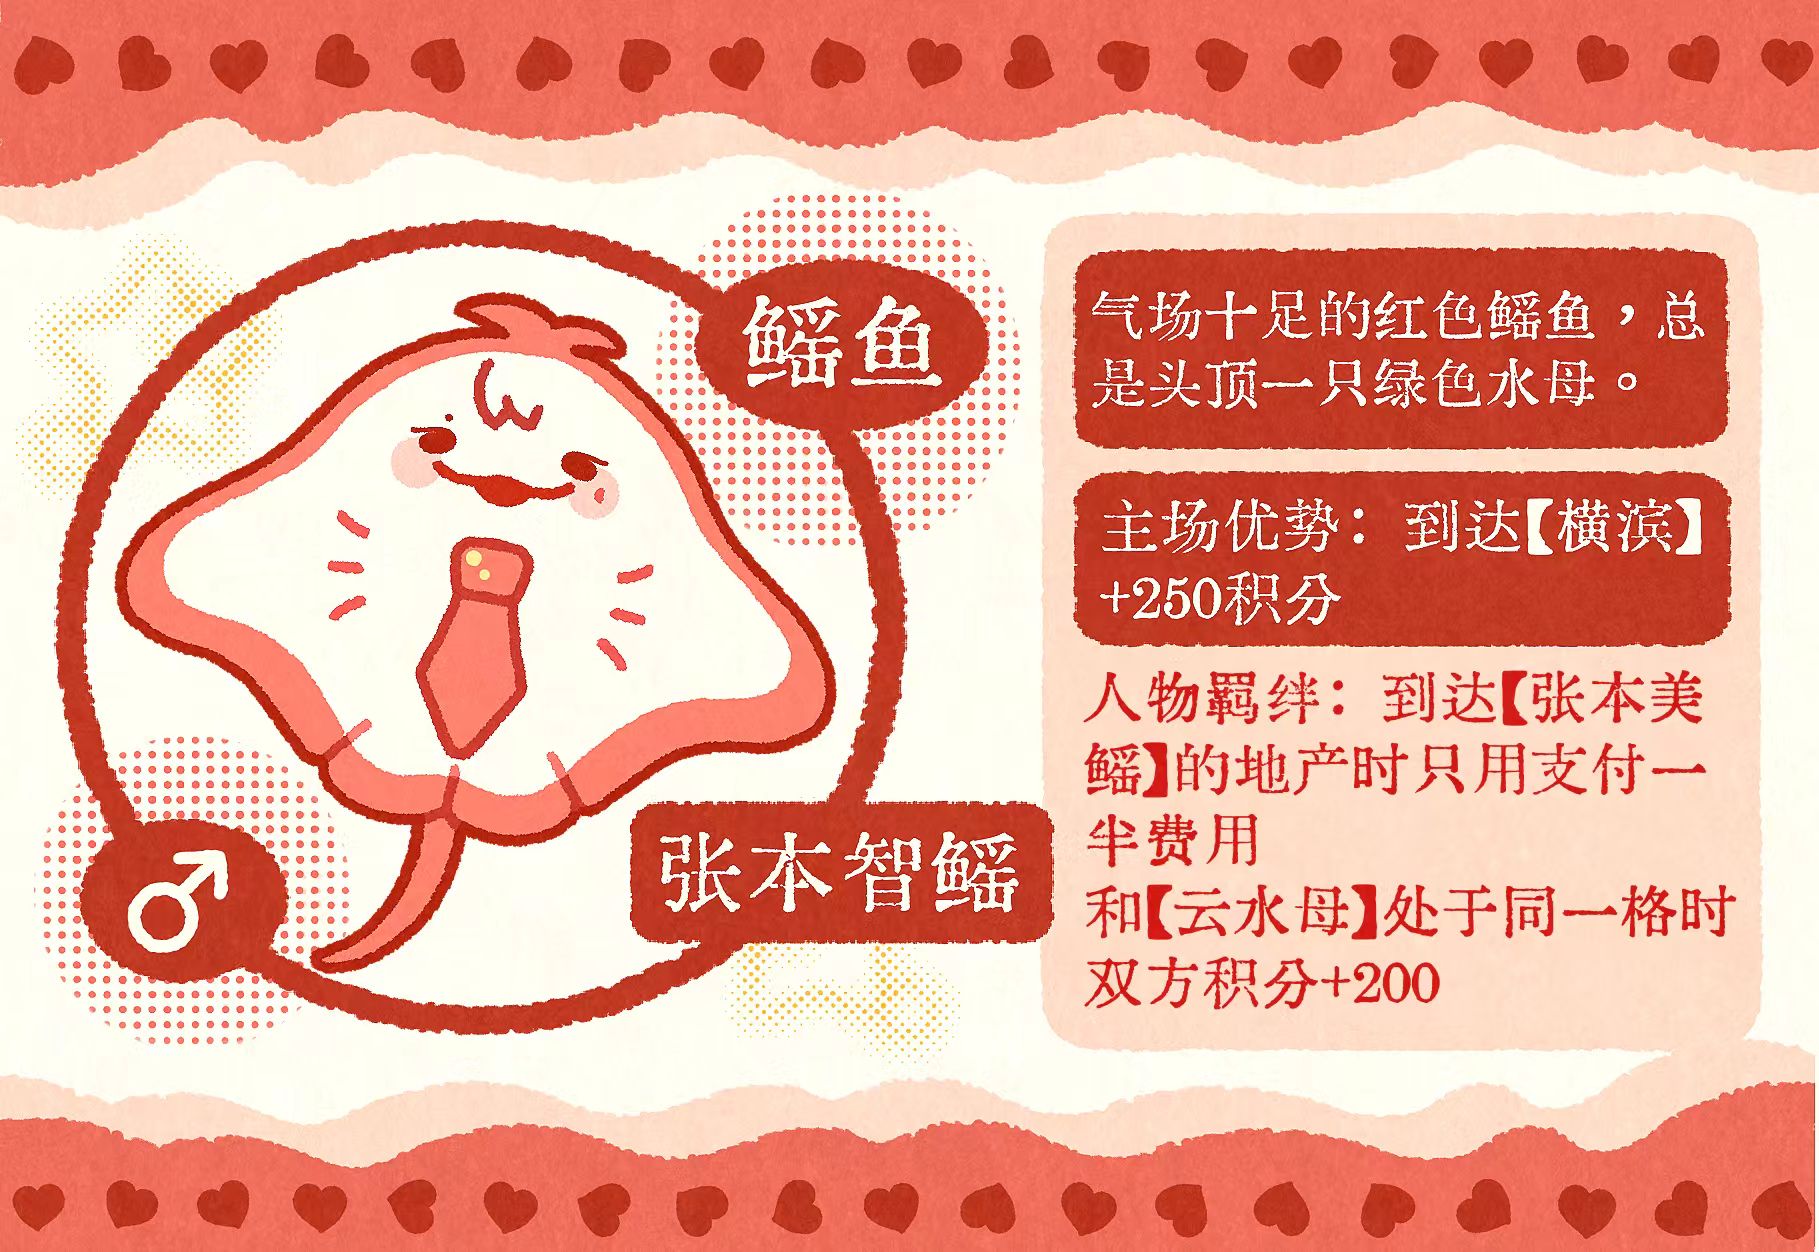 鳐鱼
张本智鳐
气场十足的红色鳐鱼，总
是头顶一只绿色水母。
主场优势：到达【横滨】
+250积分
人物羁绊：到达【张本美
鳐】的地产时只用支付一
半费用
和【云水母】处于同一格时
双方积分+200